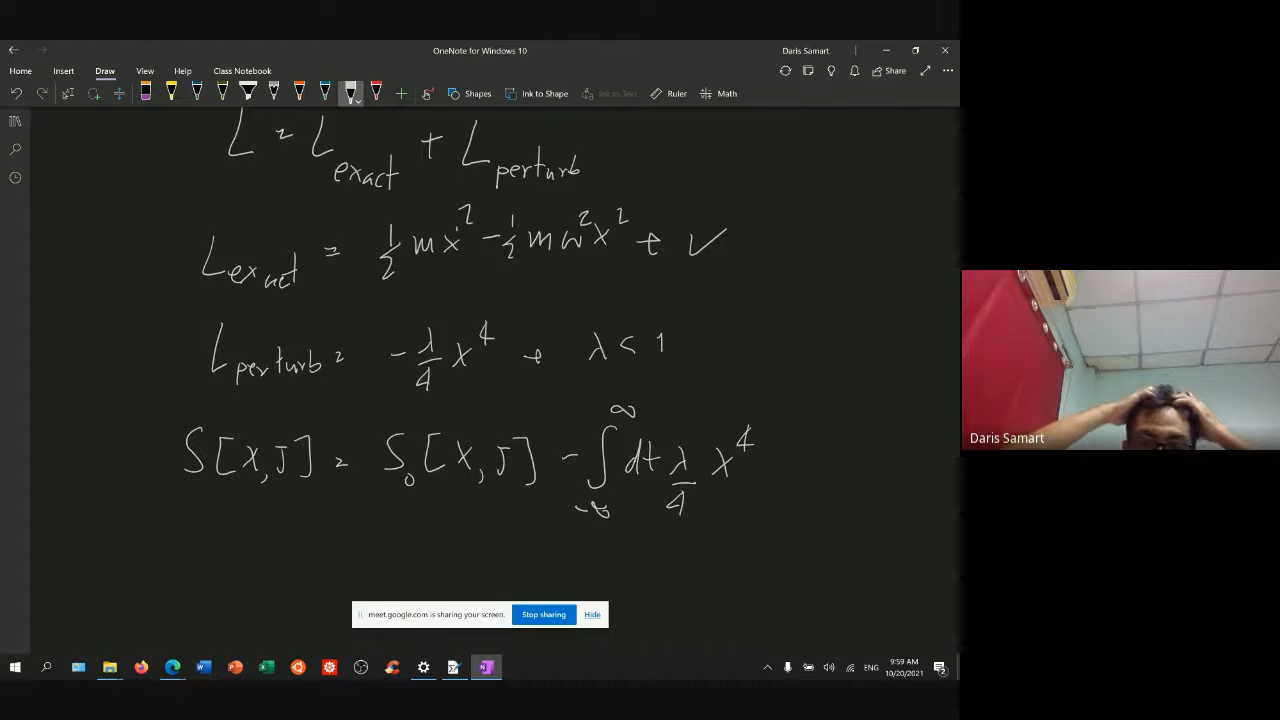 OneNote for Windows 10
Daris Samart
Home Insert Draw View Help Class Notebook
Share
Shapes Ink to Shape Ink to Text Ruler Math
L = L_exact + L_perturb
L_exact = 1/2 mẋ² - 1/2 mω²x² + ✓
L_perturb = - λ/4 x⁴ + λ < 1
S[X,J] = S₀[X,J] - ∫_{-∞}^{∞} dt λ/4 x⁴
Daris Samart
meet.google.com is sharing your screen. Stop sharing Hide
ENG
9:59 AM
10/20/2021
2